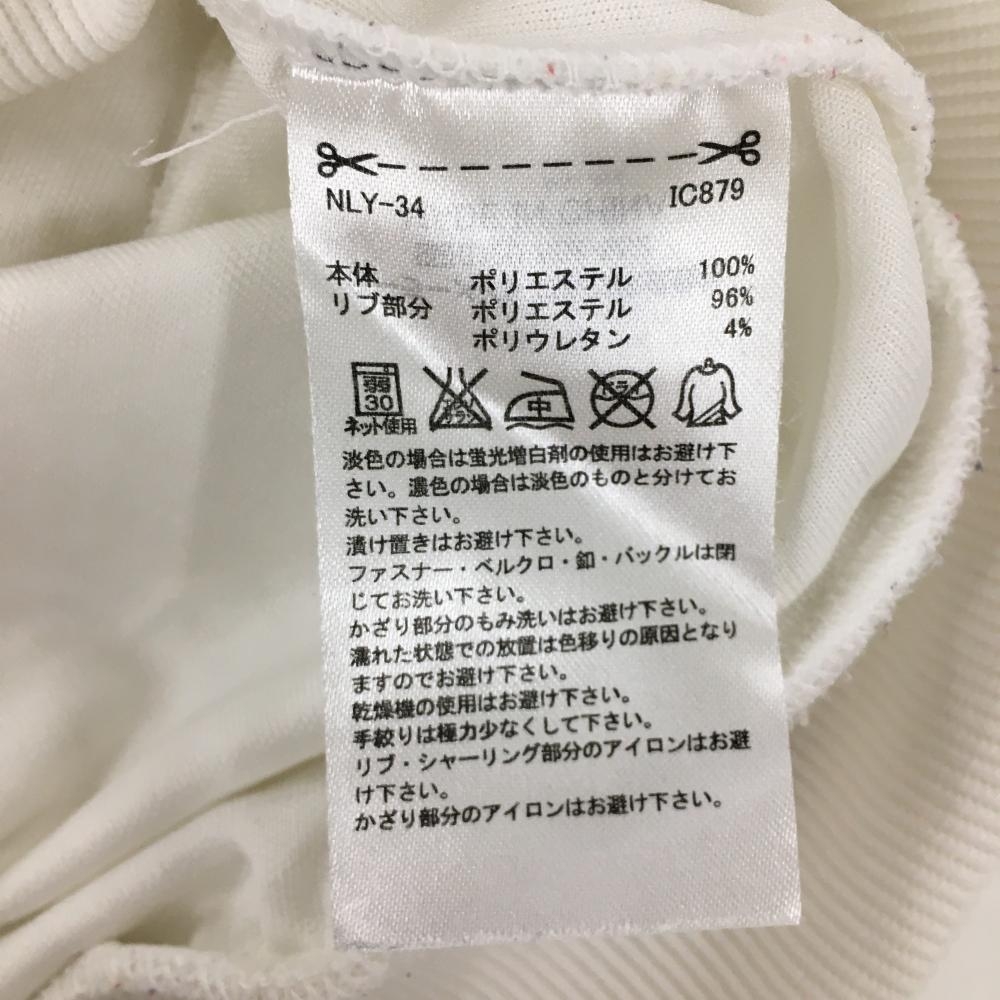 NLY-34 IC879
本体 ポリエステル 100%
リブ部分 ポリエステル 96%
ポリウレタン 4%
弱
30
ネット使用
エンソ
サラシ
中
ドライ
淡色の場合は蛍光増白剤の使用はお避け下
さい。濃色の場合は淡色のものと分けてお
洗い下さい。
漬け置きはお避け下さい。
ファスナー・ベルクロ・釦・バックルは閉
じてお洗い下さい。
かざり部分のもみ洗いはお避け下さい。
濡れた状態での放置は色移りの原因となり
ますのでお避け下さい。
乾燥機の使用はお避け下さい。
手絞りは極力少なくして下さい。
リブ・シャーリング部分のアイロンはお避
け下さい。
かざり部分のアイロンはお避け下さい。